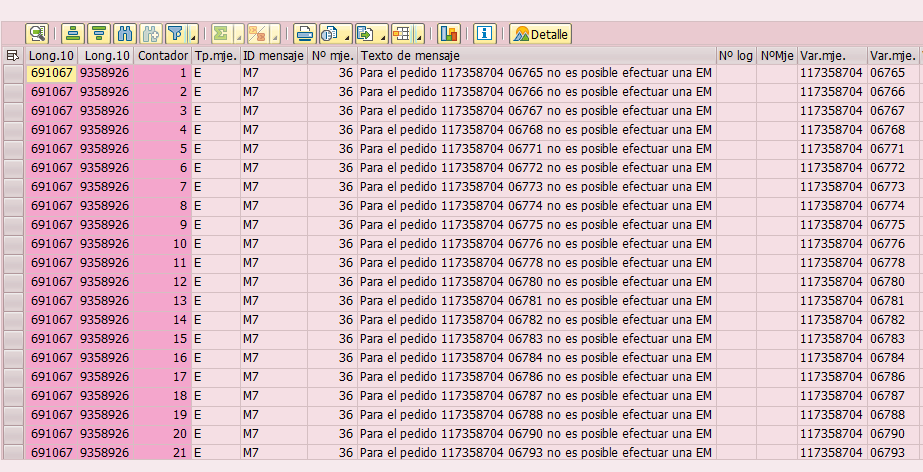 Detalle
Long.10 Long.10 Contador Tp.mje. ID mensaje Nº mje. Texto de mensaje Nº log NºMje Var.mje. Var.mje.
691067 9358926 1 E M7 36 Para el pedido 117358704 06765 no es posible efectuar una EM 117358704 06765
691067 9358926 2 E M7 36 Para el pedido 117358704 06766 no es posible efectuar una EM 117358704 06766
691067 9358926 3 E M7 36 Para el pedido 117358704 06767 no es posible efectuar una EM 117358704 06767
691067 9358926 4 E M7 36 Para el pedido 117358704 06768 no es posible efectuar una EM 117358704 06768
691067 9358926 5 E M7 36 Para el pedido 117358704 06771 no es posible efectuar una EM 117358704 06771
691067 9358926 6 E M7 36 Para el pedido 117358704 06772 no es posible efectuar una EM 117358704 06772
691067 9358926 7 E M7 36 Para el pedido 117358704 06773 no es posible efectuar una EM 117358704 06773
691067 9358926 8 E M7 36 Para el pedido 117358704 06774 no es posible efectuar una EM 117358704 06774
691067 9358926 9 E M7 36 Para el pedido 117358704 06775 no es posible efectuar una EM 117358704 06775
691067 9358926 10 E M7 36 Para el pedido 117358704 06776 no es posible efectuar una EM 117358704 06776
691067 9358926 11 E M7 36 Para el pedido 117358704 06778 no es posible efectuar una EM 117358704 06778
691067 9358926 12 E M7 36 Para el pedido 117358704 06780 no es posible efectuar una EM 117358704 06780
691067 9358926 13 E M7 36 Para el pedido 117358704 06781 no es posible efectuar una EM 117358704 06781
691067 9358926 14 E M7 36 Para el pedido 117358704 06782 no es posible efectuar una EM 117358704 06782
691067 9358926 15 E M7 36 Para el pedido 117358704 06783 no es posible efectuar una EM 117358704 06783
691067 9358926 16 E M7 36 Para el pedido 117358704 06784 no es posible efectuar una EM 117358704 06784
691067 9358926 17 E M7 36 Para el pedido 117358704 06786 no es posible efectuar una EM 117358704 06786
691067 9358926 18 E M7 36 Para el pedido 117358704 06787 no es posible efectuar una EM 117358704 06787
691067 9358926 19 E M7 36 Para el pedido 117358704 06788 no es posible efectuar una EM 117358704 06788
691067 9358926 20 E M7 36 Para el pedido 117358704 06790 no es posible efectuar una EM 117358704 06790
691067 9358926 21 E M7 36 Para el pedido 117358704 06793 no es posible efectuar una EM 117358704 06793